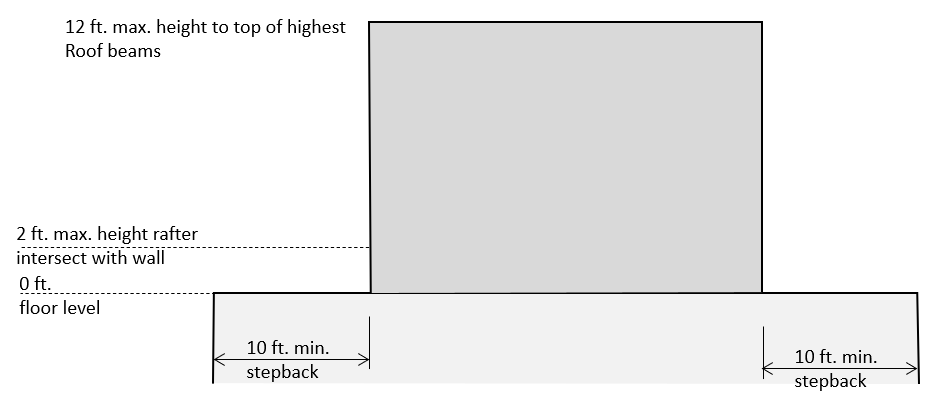 12 ft. max. height to top of highest
Roof beams
2 ft. max. height rafter
intersect with wall
0 ft.
floor level
10 ft. min.
stepback
10 ft. min.
stepback